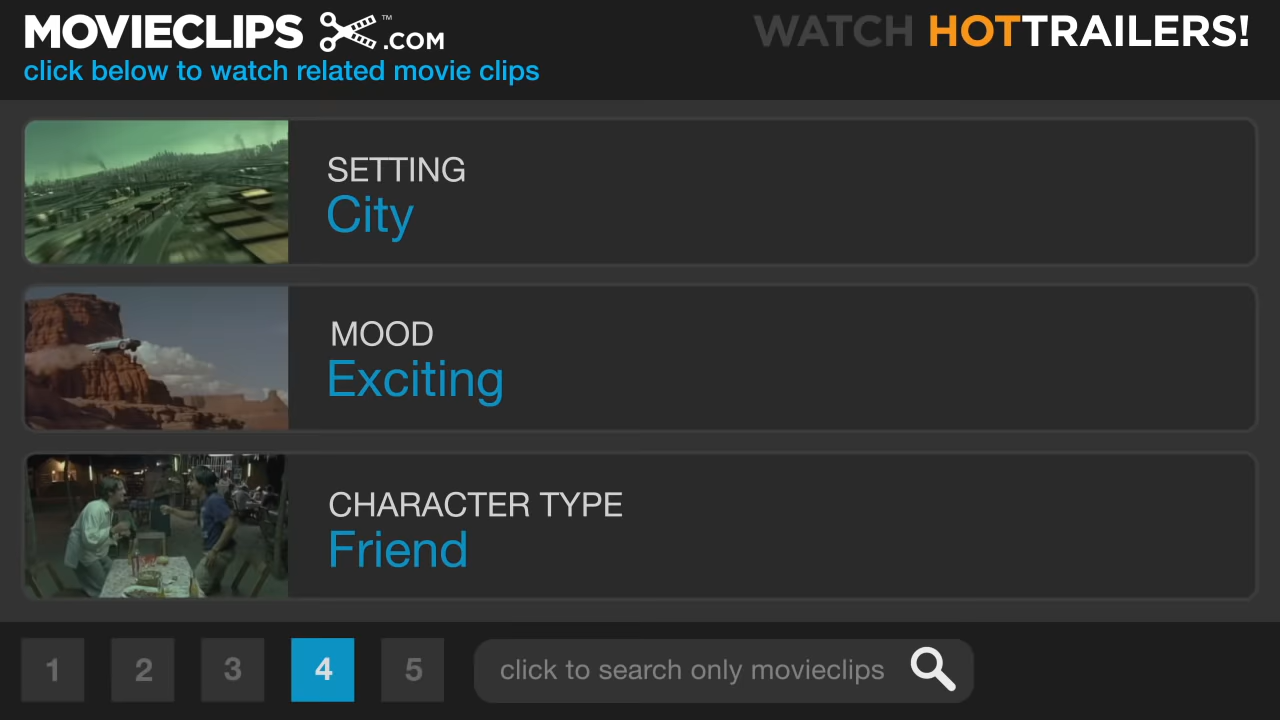 MOVIECLIPS ™ .COM
WATCH HOTTRAILERS!
click below to watch related movie clips
SETTING
City
MOOD
Exciting
CHARACTER TYPE
Friend
1 2 3 4 5 click to search only movieclips